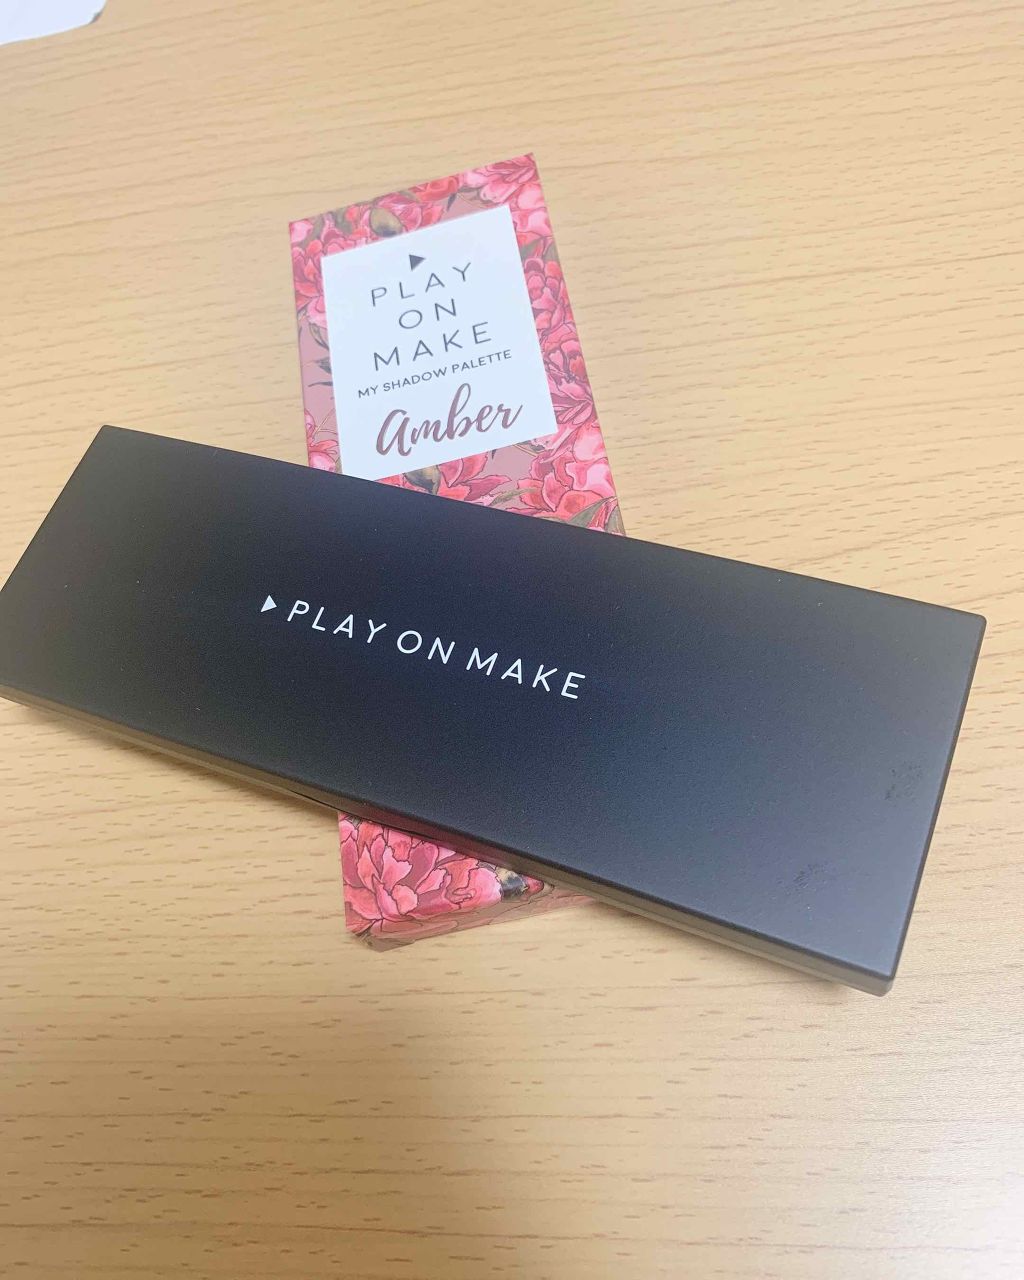 PLAY
ON
MAKE
MY SHADOW PALETTE
Amber
PLAY ON MAKE